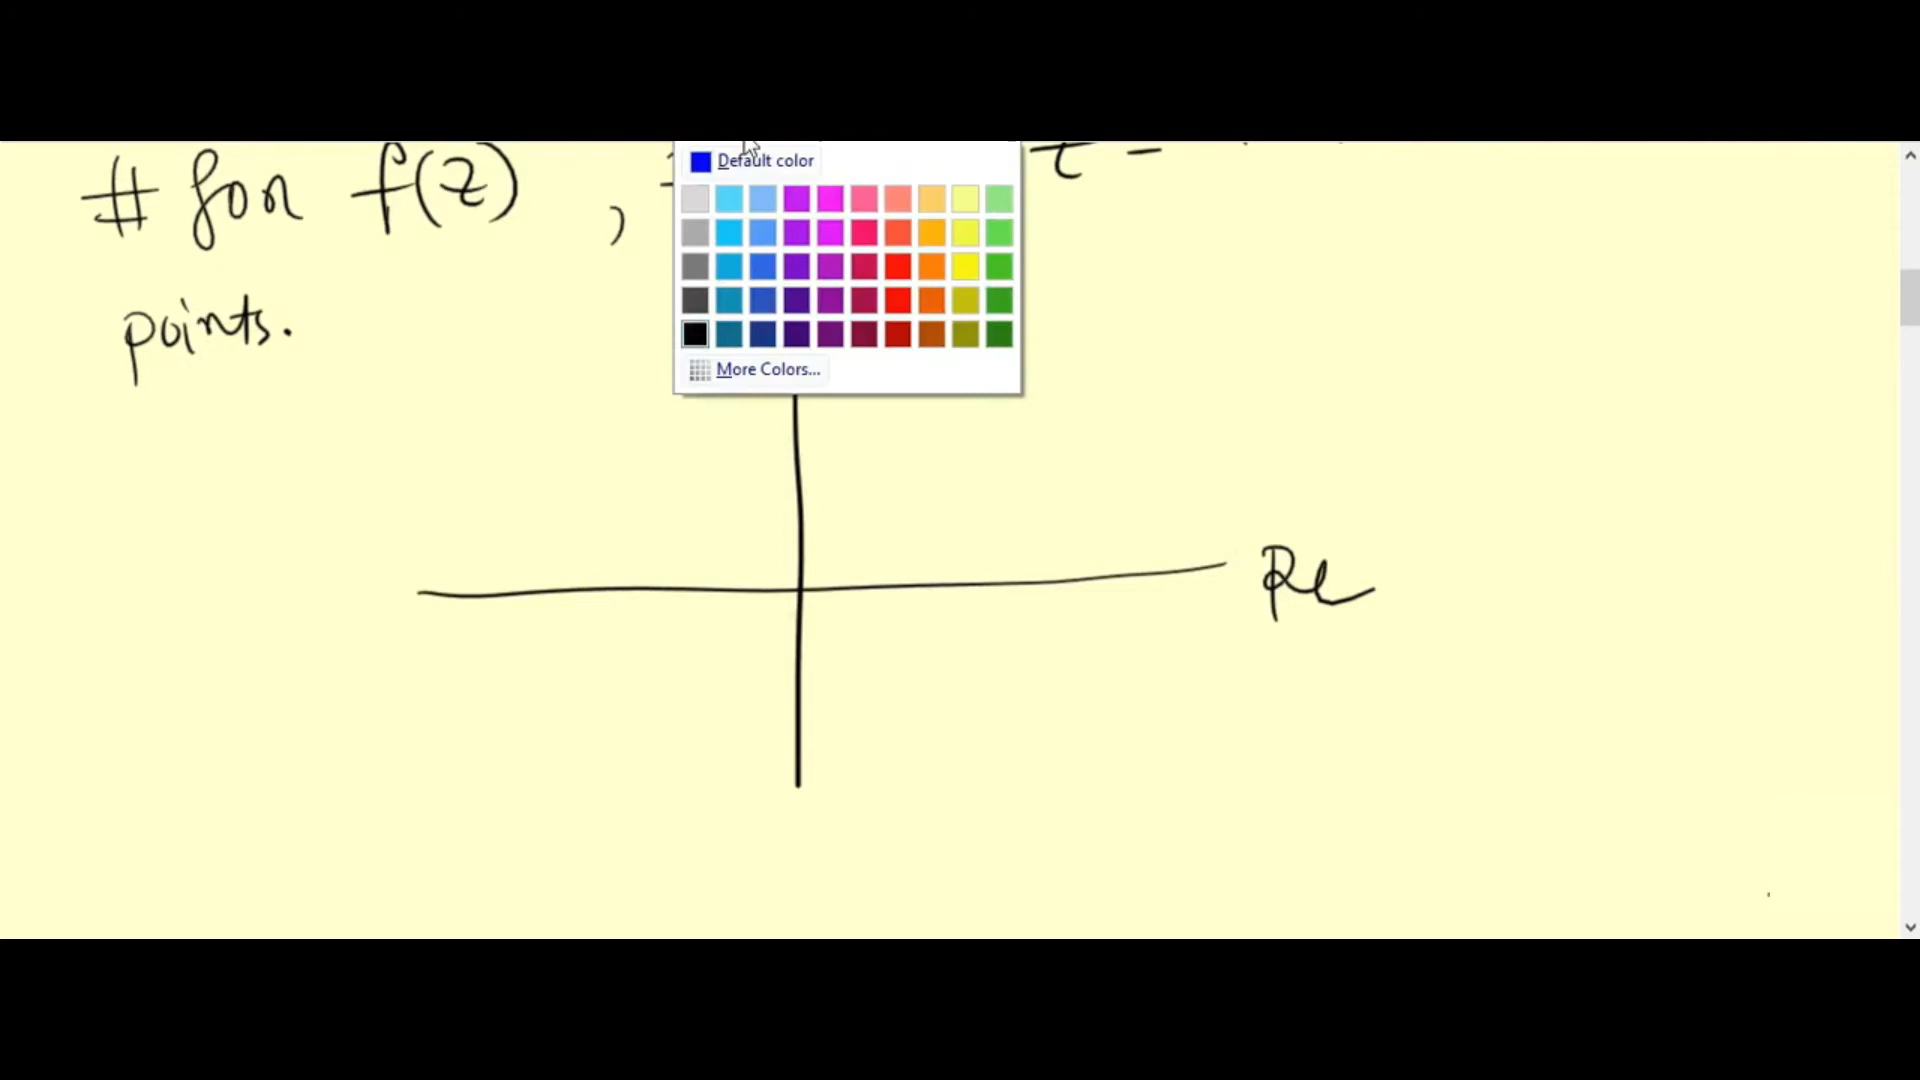 # for f(z) ,
Default color
points.
More Colors...
Re